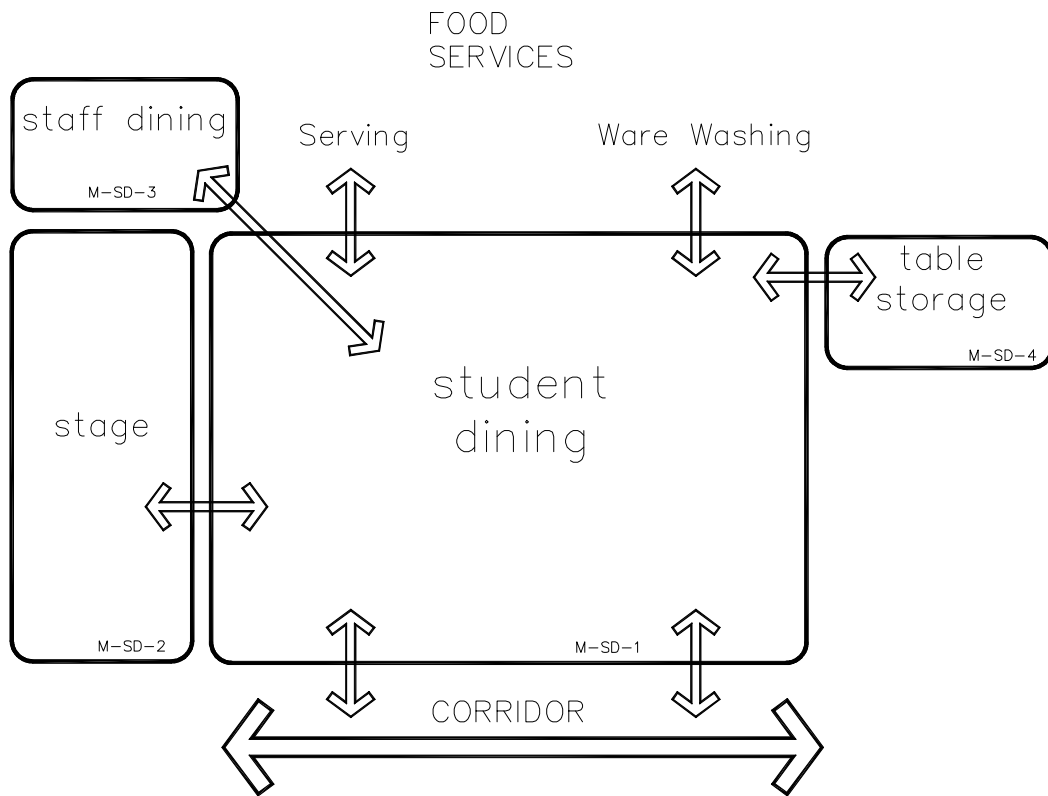 FOOD
SERVICES
staff dining
M-SD-3
Serving
Ware Washing
table
storage
M-SD-4
student
dining
stage
M-SD-2
M-SD-1
CORRIDOR